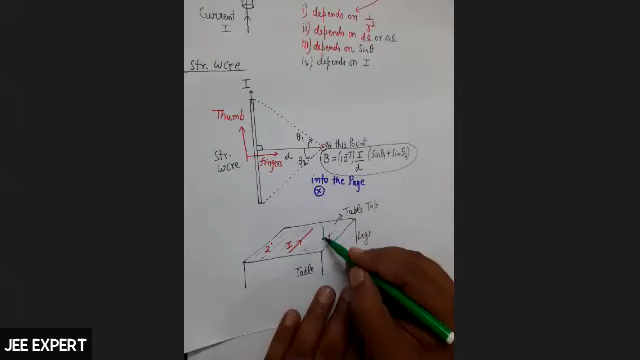 Current
I
i) depends on 1/r²
ii) depends on dl or Δl
iii) depends on Sinθ
iv) depends on I
Str. wire
I
Thumb
θ₁
at this Point
B = (10⁻⁷) I/d (Sinθ₁ + Sinθ₂)
Str.
wire
fingers
d
θ₂
into the Page
Table Top
2
I
Legs
Table
JEE EXPERT